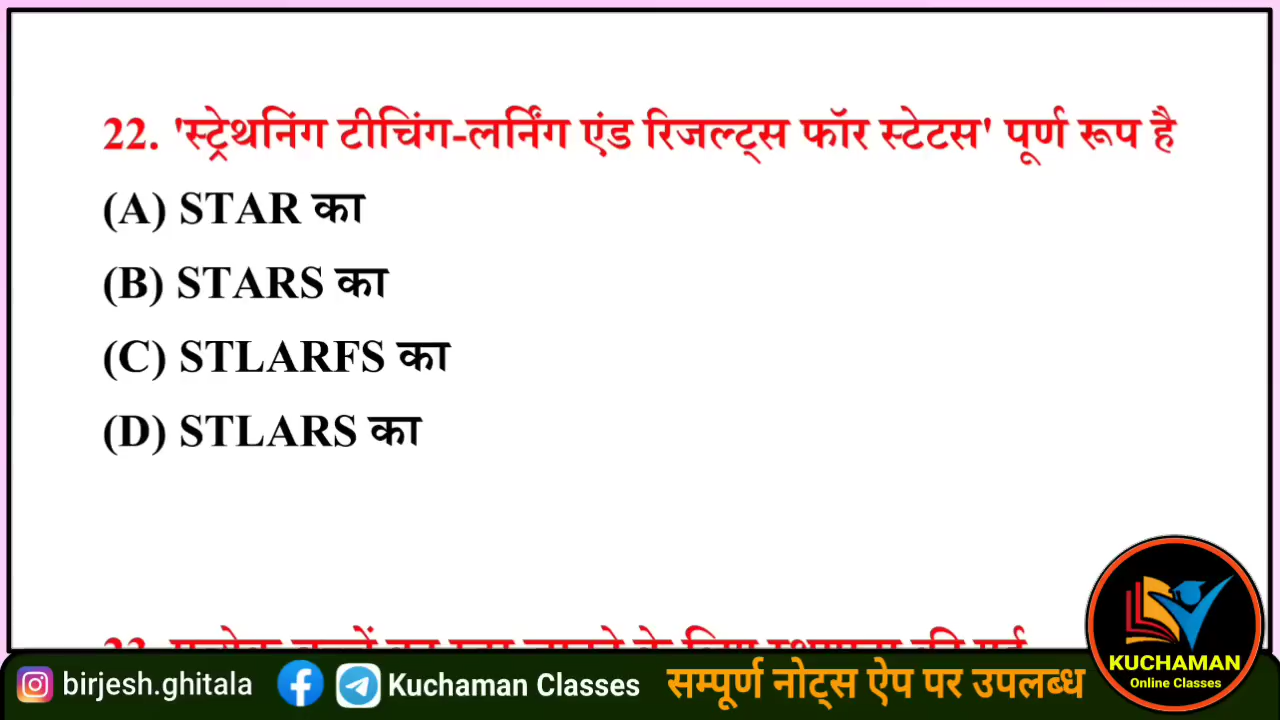 22. 'स्ट्रेथनिंग टीचिंग-लर्निंग एंड रिजल्ट्स फॉर स्टेटस' पूर्ण रूप है
(A) STAR का
(B) STARS का
(C) STLARFS का
(D) STLARS का
KUCHAMAN
Online Classes
birjesh.ghitala Kuchaman Classes सम्पूर्ण नोट्स ऐप पर उपलब्ध